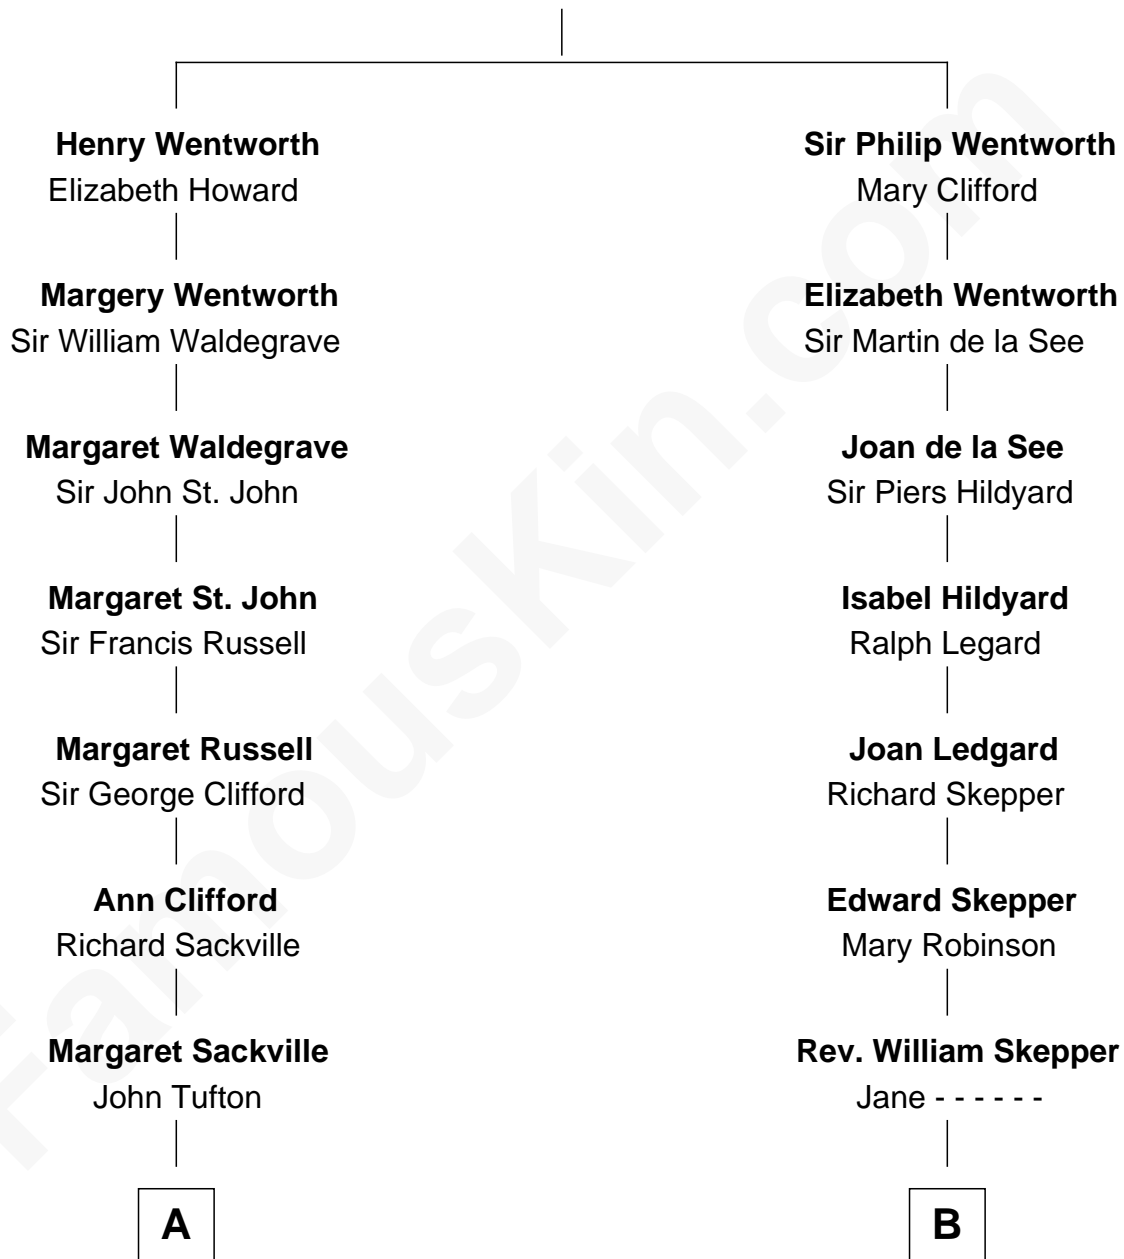 Henry Wentworth
Elizabeth Howard
Margery Wentworth
Sir William Waldegrave
Margaret Waldegrave
Sir John St. John
Margaret St. John
Sir Francis Russell
Margaret Russell
Sir George Clifford
Ann Clifford
Richard Sackville
Margaret Sackville
John Tufton
A
Sir Philip Wentworth
Mary Clifford
Elizabeth Wentworth
Sir Martin de la See
Joan de la See
Sir Piers Hildyard
Isabel Hildyard
Ralph Legard
Joan Ledgard
Richard Skepper
Edward Skepper
Mary Robinson
Rev. William Skepper
Jane - - - - - -
B
FamousKin.com